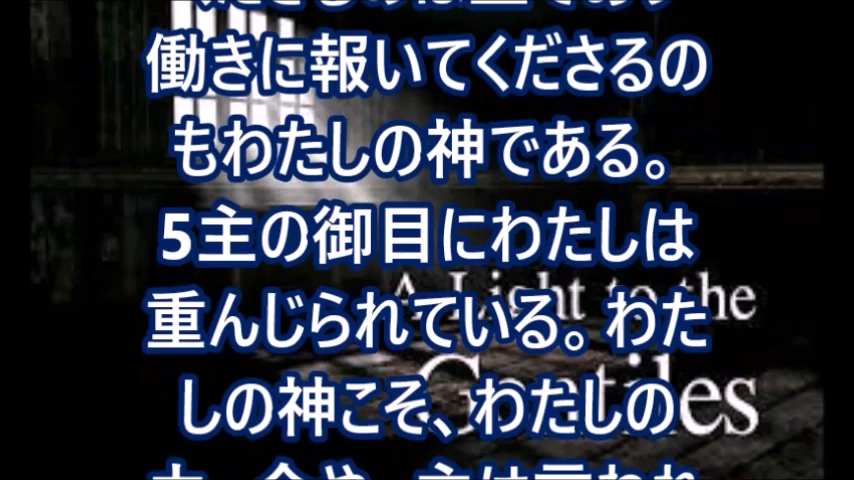 働きに報いてくださるの
もわたしの神である。
5主の御目にわたしは
重んじられている。わた
しの神こそ、わたしの
A Light to the
Gentiles